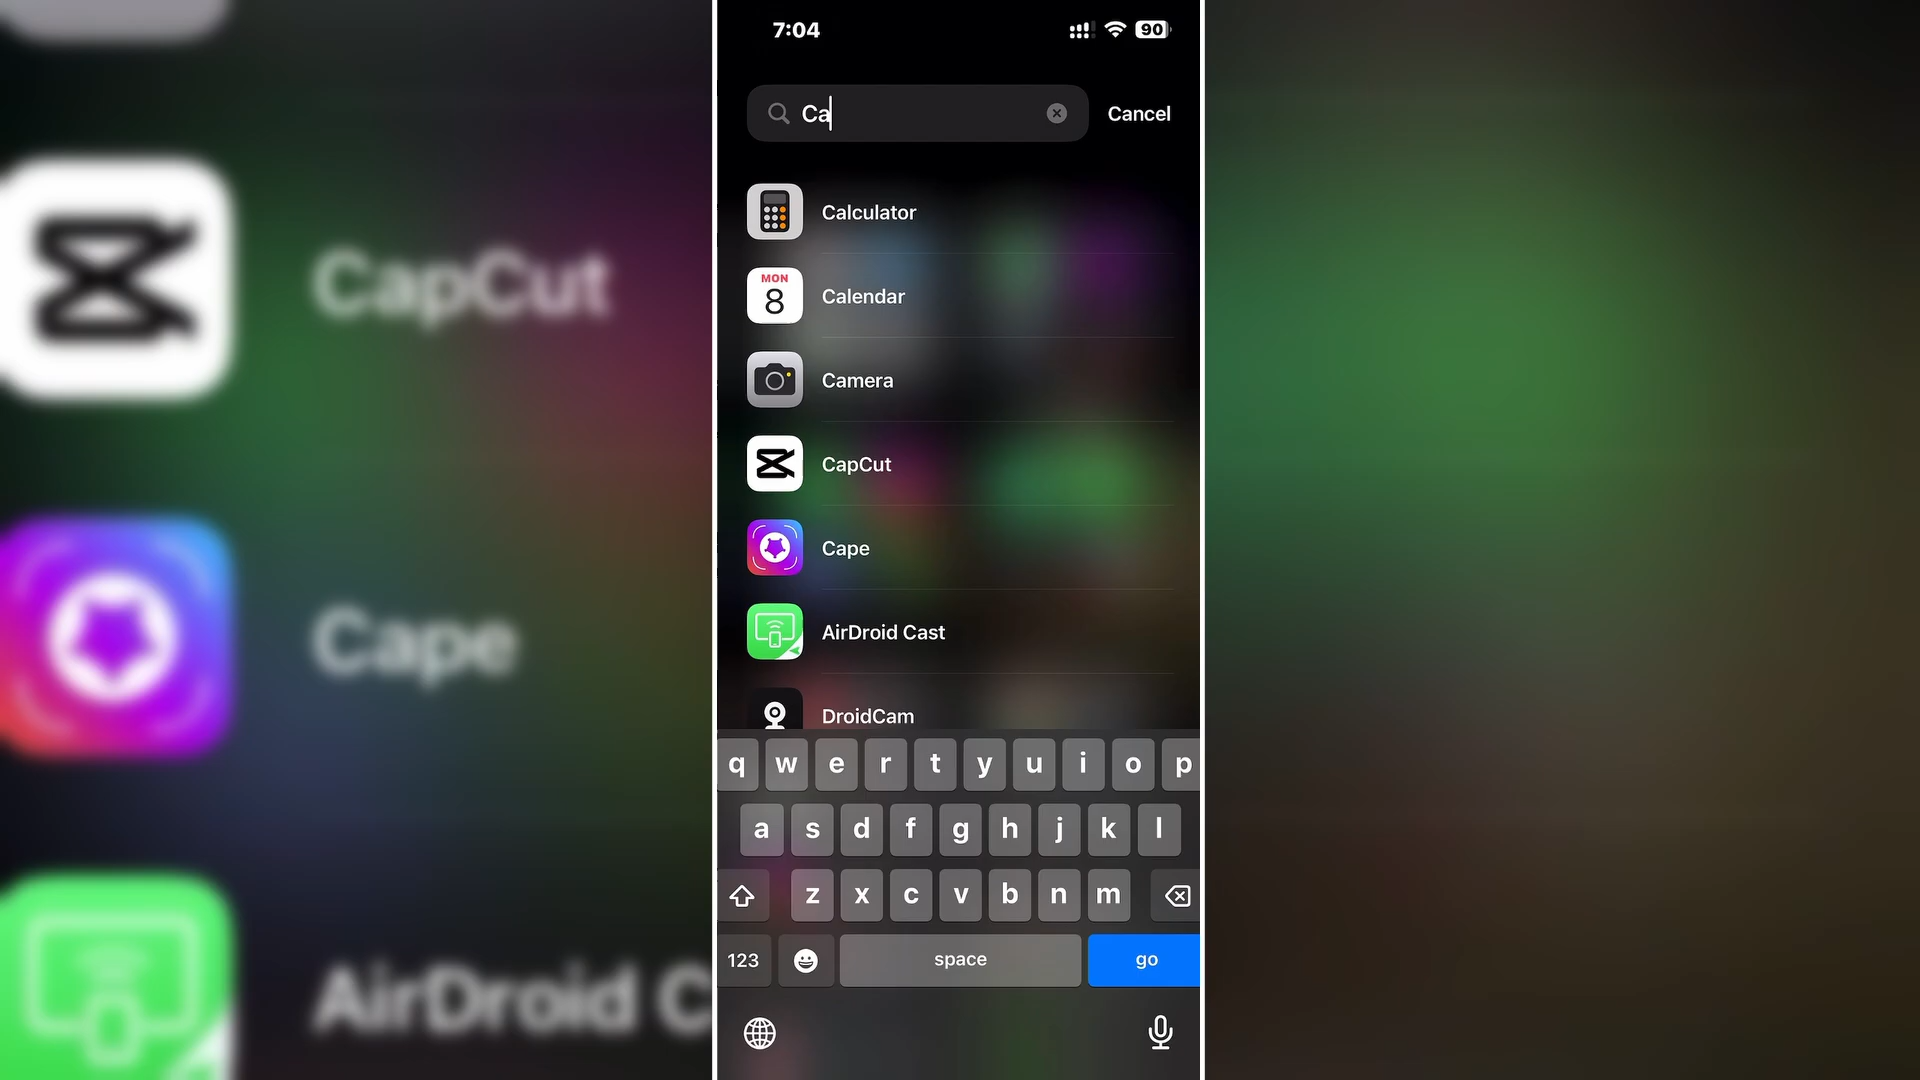 7:04
90
Ca
Cancel
Calculator
MON
8
Calendar
Camera
CapCut
Cape
AirDroid Cast
DroidCam
q w e r t y u i o p
a s d f g h j k l
z x c v b n m
123
space
go
CapCut
Cape
AirDroid C